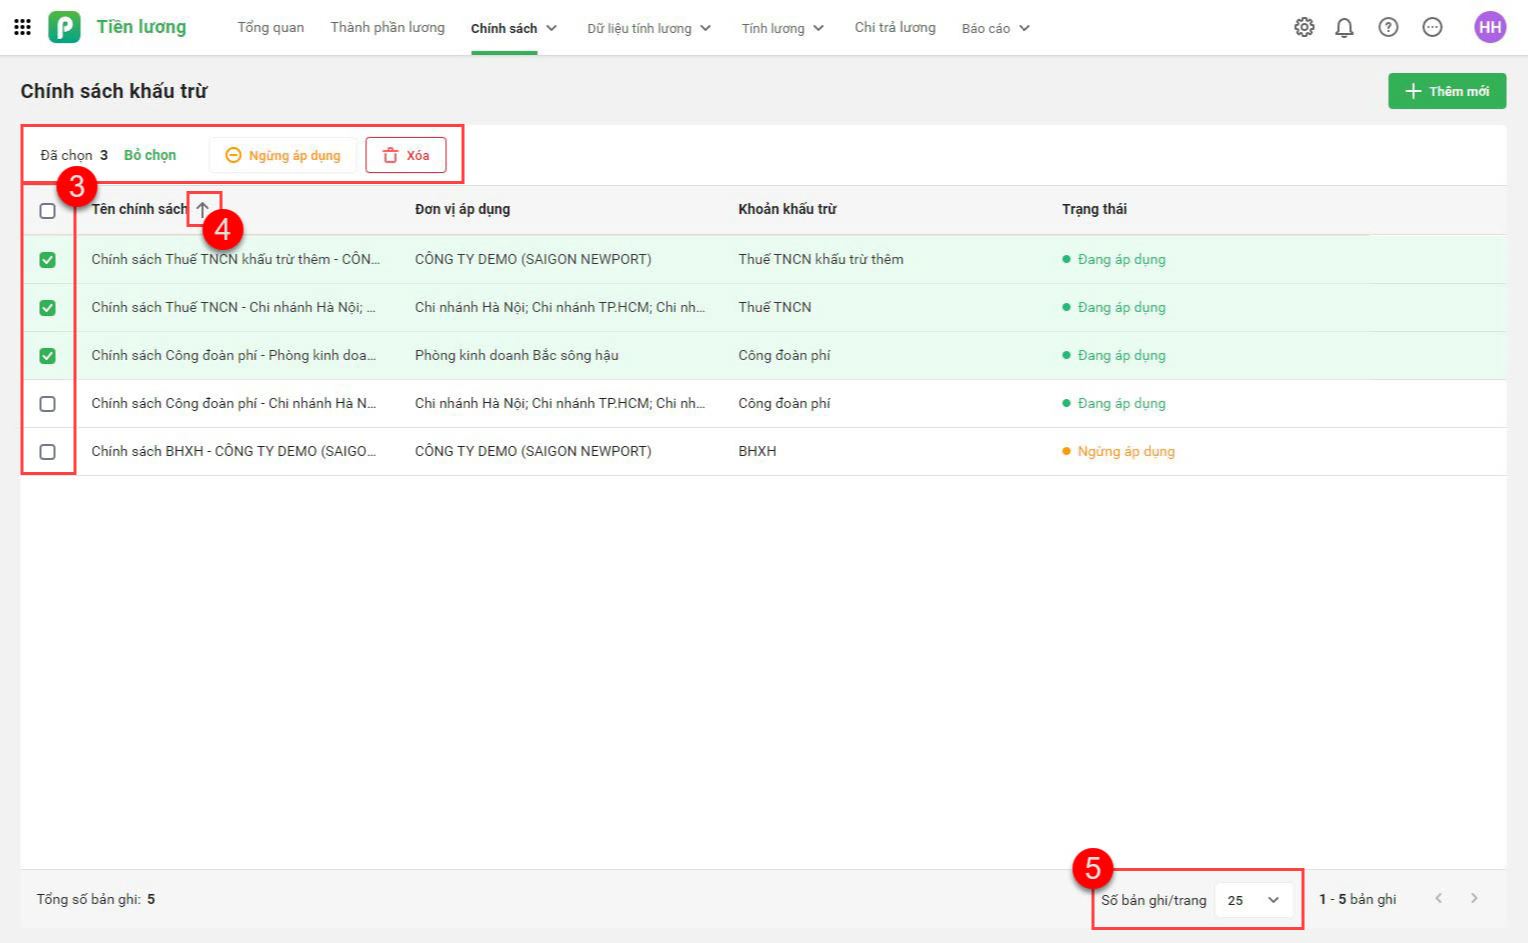 Tiền lương Tổng quan Thành phần lương Chính sách Dữ liệu tính lương Tính lương Chi trả lương Báo cáo HH
Chính sách khấu trừ Thêm mới
Đã chọn 3 Bỏ chọn Ngừng áp dụng Xóa
3
Tên chính sách Đơn vị áp dụng Khoản khấu trừ Trạng thái
4
Chính sách Thuế TNCN khấu trừ thêm - CÔN... CÔNG TY DEMO (SAIGON NEWPORT) Thuế TNCN khấu trừ thêm Đang áp dụng
Chính sách Thuế TNCN - Chi nhánh Hà Nội; ... Chi nhánh Hà Nội; Chi nhánh TP.HCM; Chi nh... Thuế TNCN Đang áp dụng
Chính sách Công đoàn phí - Phòng kinh doa... Phòng kinh doanh Bắc sông hậu Công đoàn phí Đang áp dụng
Chính sách Công đoàn phí - Chi nhánh Hà N... Chi nhánh Hà Nội; Chi nhánh TP.HCM; Chi nh... Công đoàn phí Đang áp dụng
Chính sách BHXH - CÔNG TY DEMO (SAIGO... CÔNG TY DEMO (SAIGON NEWPORT) BHXH Ngừng áp dụng
5
Tổng số bản ghi: 5 Số bản ghi/trang 25 1 - 5 bản ghi